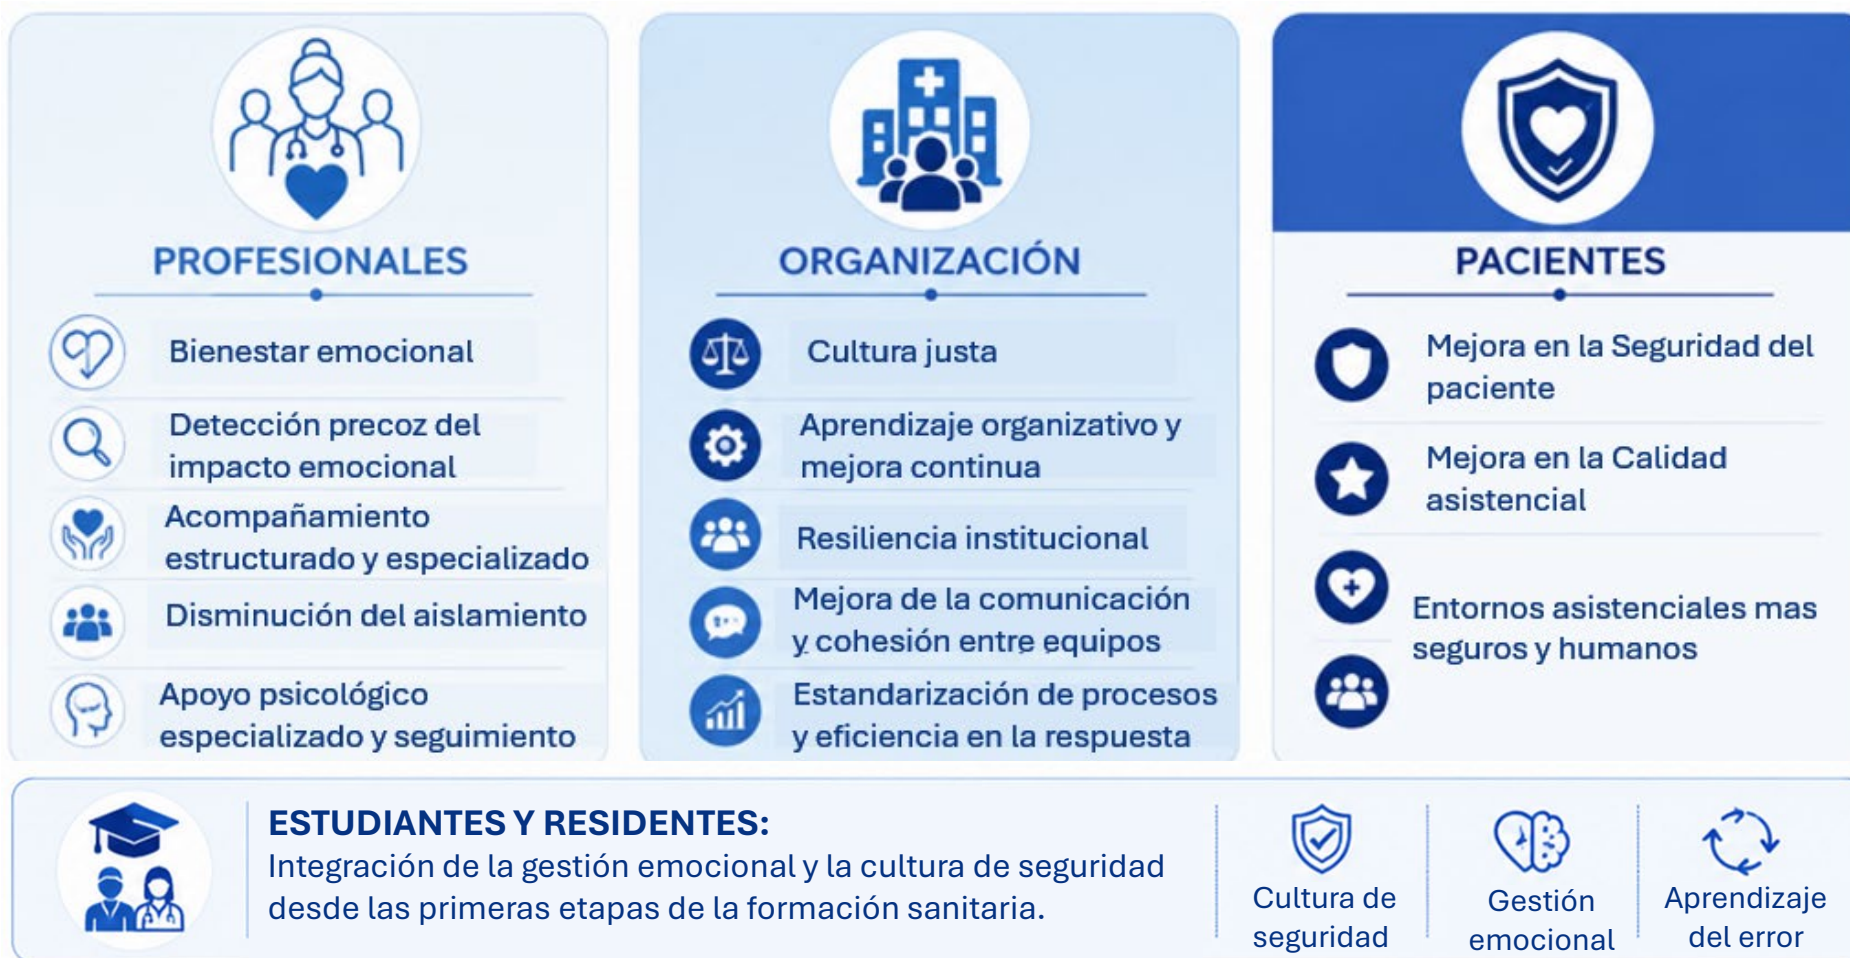 PROFESIONALES
Bienestar emocional
Detección precoz del
impacto emocional
Acompañamiento
estructurado y especializado
Disminución del aislamiento
Apoyo psicológico
especializado y seguimiento
ORGANIZACIÓN
Cultura justa
Aprendizaje organizativo y
mejora continua
Resiliencia institucional
Mejora de la comunicación
y cohesión entre equipos
Estandarización de procesos
y eficiencia en la respuesta
PACIENTES
Mejora en la Seguridad del
paciente
Mejora en la Calidad
asistencial
Entornos asistenciales mas
seguros y humanos
ESTUDIANTES Y RESIDENTES:
Integración de la gestión emocional y la cultura de seguridad
desde las primeras etapas de la formación sanitaria.
Cultura de
seguridad
Gestión
emocional
Aprendizaje
del error